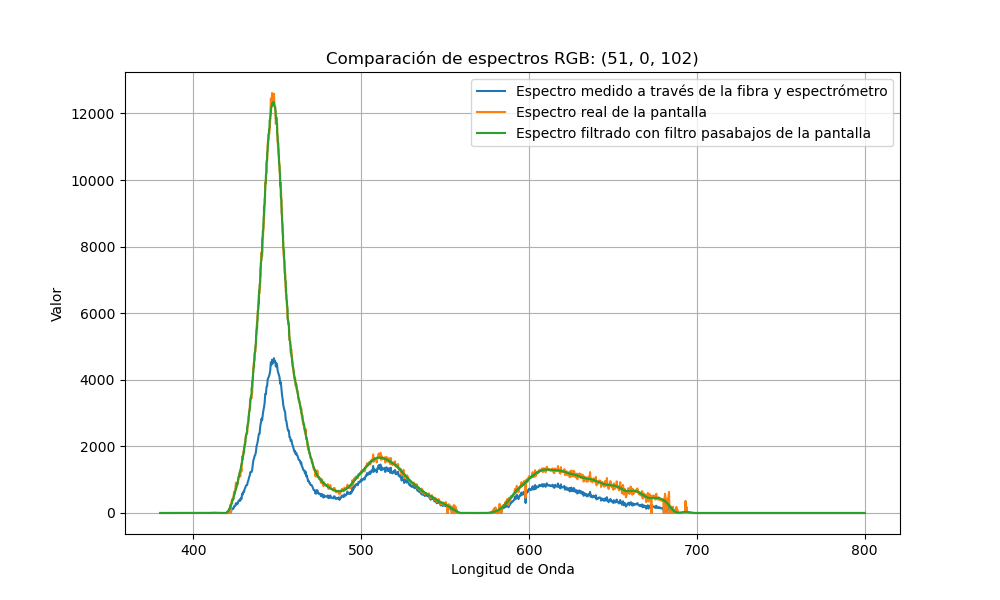 Comparación de espectros RGB: (51, 0, 102)
Espectro medido a través de la fibra y espectrómetro
Espectro real de la pantalla
Espectro filtrado con filtro pasabajos de la pantalla
Valor
12000
10000
8000
6000
4000
2000
0
400 500 600 700 800
Longitud de Onda